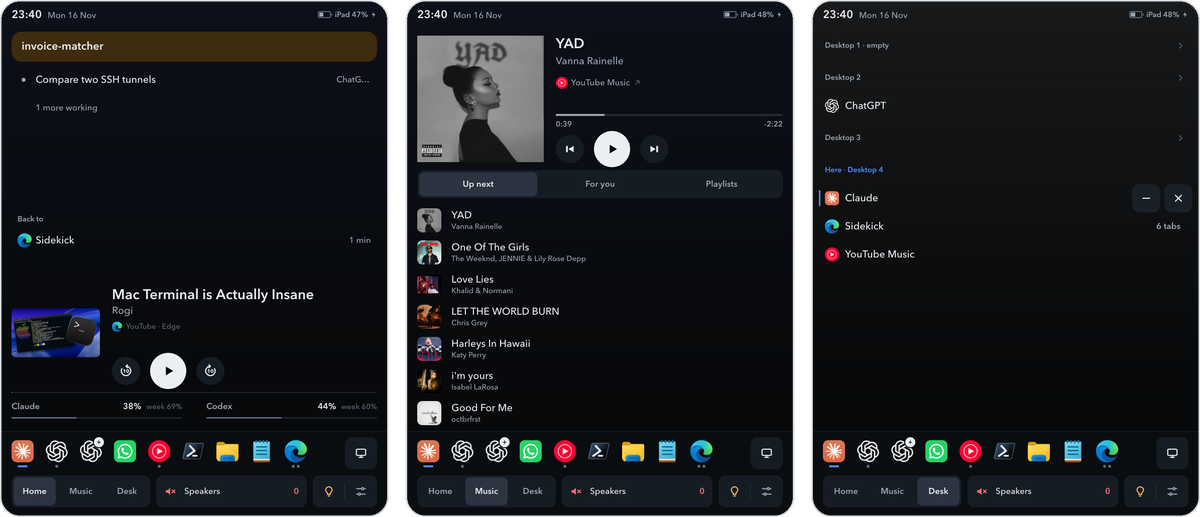 23:40 Mon 16 Nov iPad 47%
invoice-matcher
Compare two SSH tunnels ChatG...
1 more working
Back to
Sidekick 1 min
Mac Terminal is Actually Insane
Rogi
YouTube · Edge
10 10
Claude 38% week 69% Codex 44% week 60%
Home Music Desk Speakers 0
23:40 Mon 16 Nov iPad 48%
YAD
YAD
Vanna Rainelle
YouTube Music ↗
0:39 -2:22
Up next For you Playlists
YAD
Vanna Rainelle
One Of The Girls
The Weeknd, JENNIE & Lily Rose Depp
Love Lies
Khalid & Normani
LET THE WORLD BURN
Chris Grey
Harleys In Hawaii
Katy Perry
i'm yours
Isabel LaRosa
Good For Me
octbrfrst
Home Music Desk Speakers 0
23:40 Mon 16 Nov iPad 48%
Desktop 1 · empty
Desktop 2
ChatGPT
Desktop 3
Here · Desktop 4
Claude
Sidekick 6 tabs
YouTube Music
Home Music Desk Speakers 0